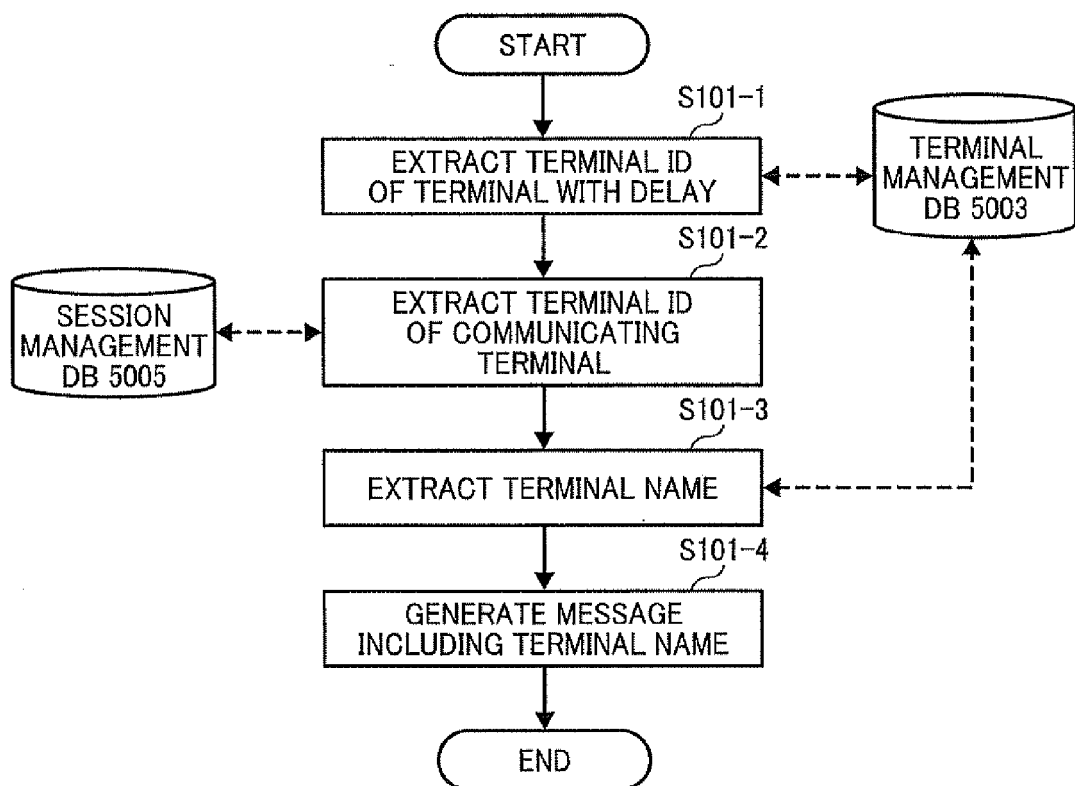 START
S101-1
EXTRACT TERMINAL ID
OF TERMINAL WITH DELAY
TERMINAL
MANAGEMENT
DB 5003
S101-2
EXTRACT TERMINAL ID
OF COMMUNICATING
TERMINAL
SESSION
MANAGEMENT
DB 5005
S101-3
EXTRACT TERMINAL NAME
S101-4
GENERATE MESSAGE
INCLUDING TERMINAL NAME
END